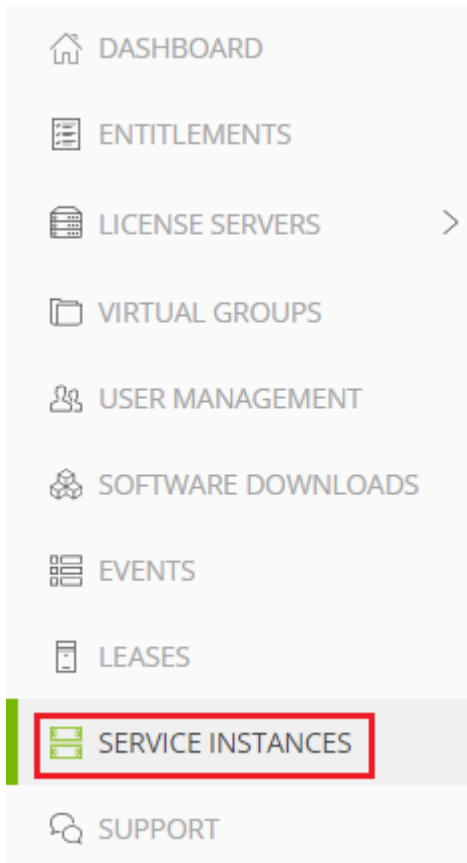 DASHBOARD
ENTITLEMENTS
LICENSE SERVERS
VIRTUAL GROUPS
USER MANAGEMENT
SOFTWARE DOWNLOADS
EVENTS
LEASES
SERVICE INSTANCES
SUPPORT